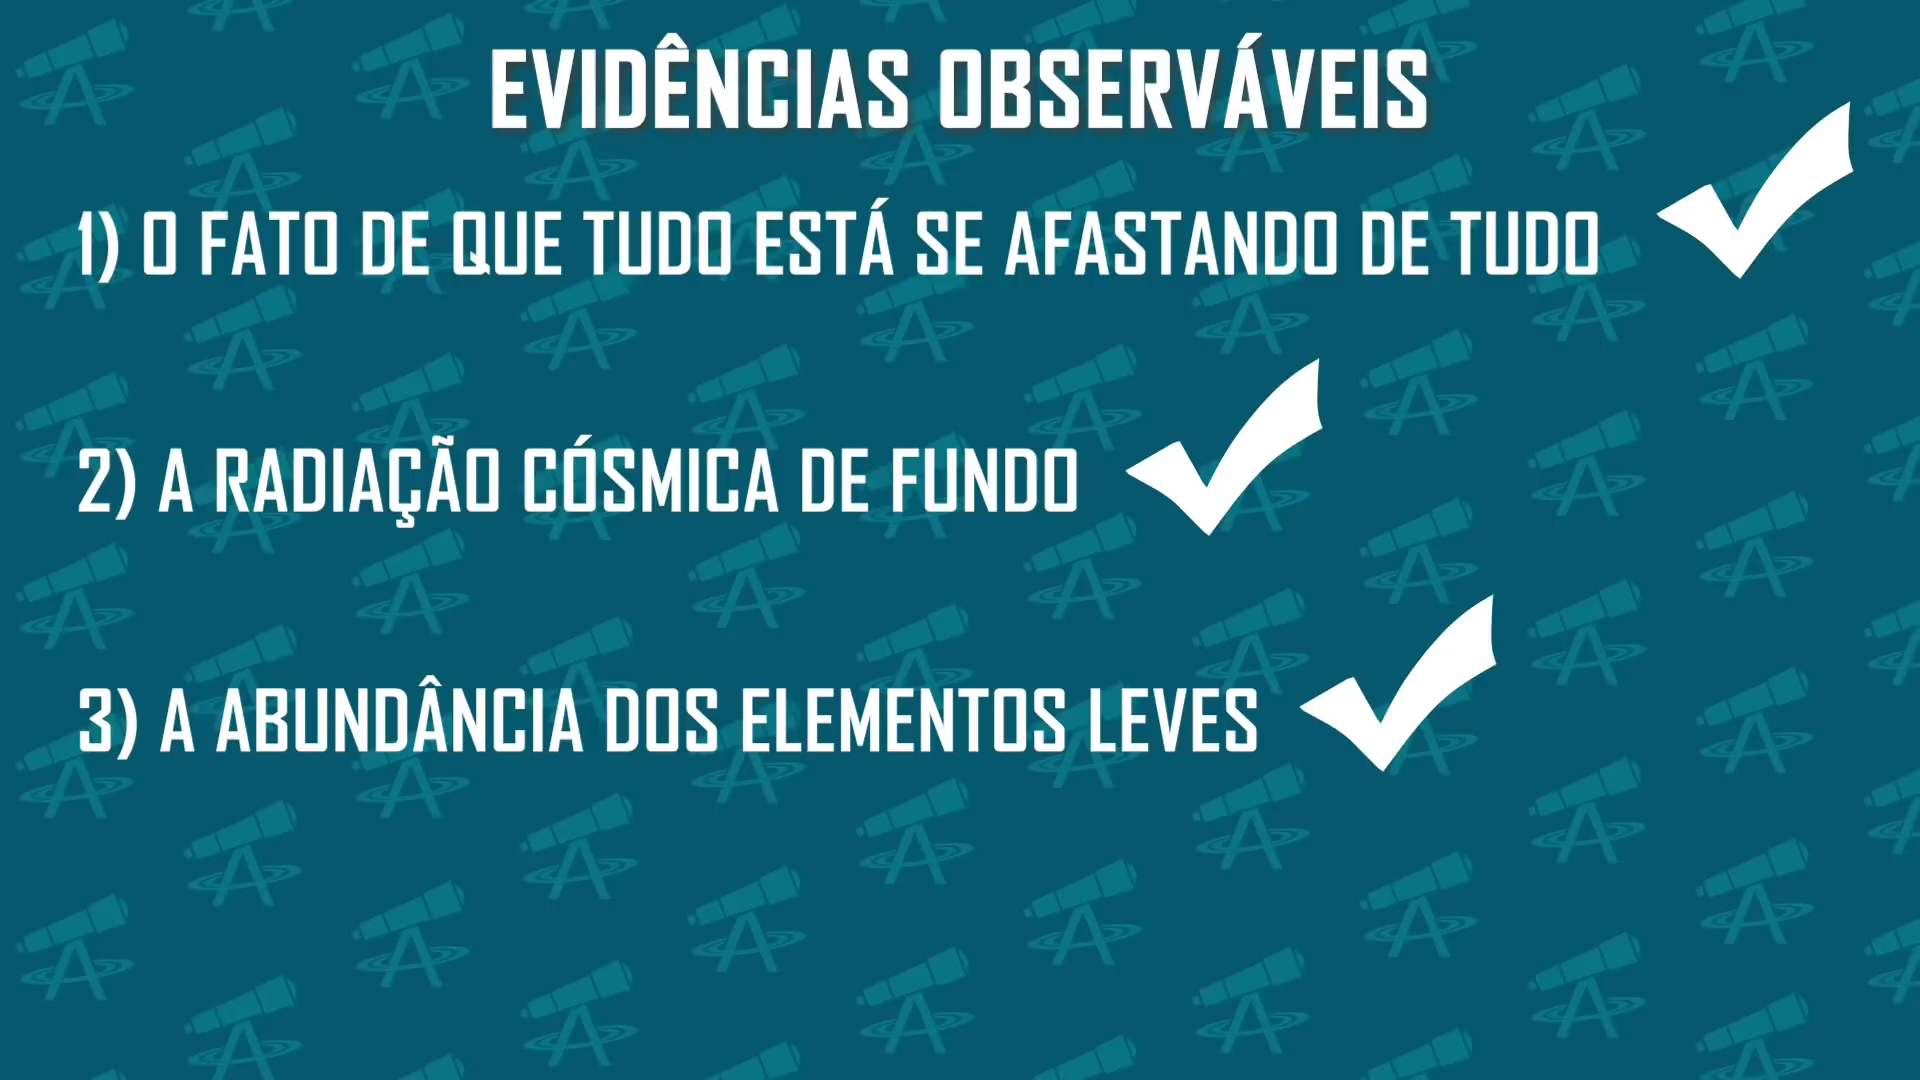 EVIDÊNCIAS OBSERVÁVEIS
1) O FATO DE QUE TUDO ESTÁ SE AFASTANDO DE TUDO
2) A RADIAÇÃO CÓSMICA DE FUNDO
3) A ABUNDÂNCIA DOS ELEMENTOS LEVES